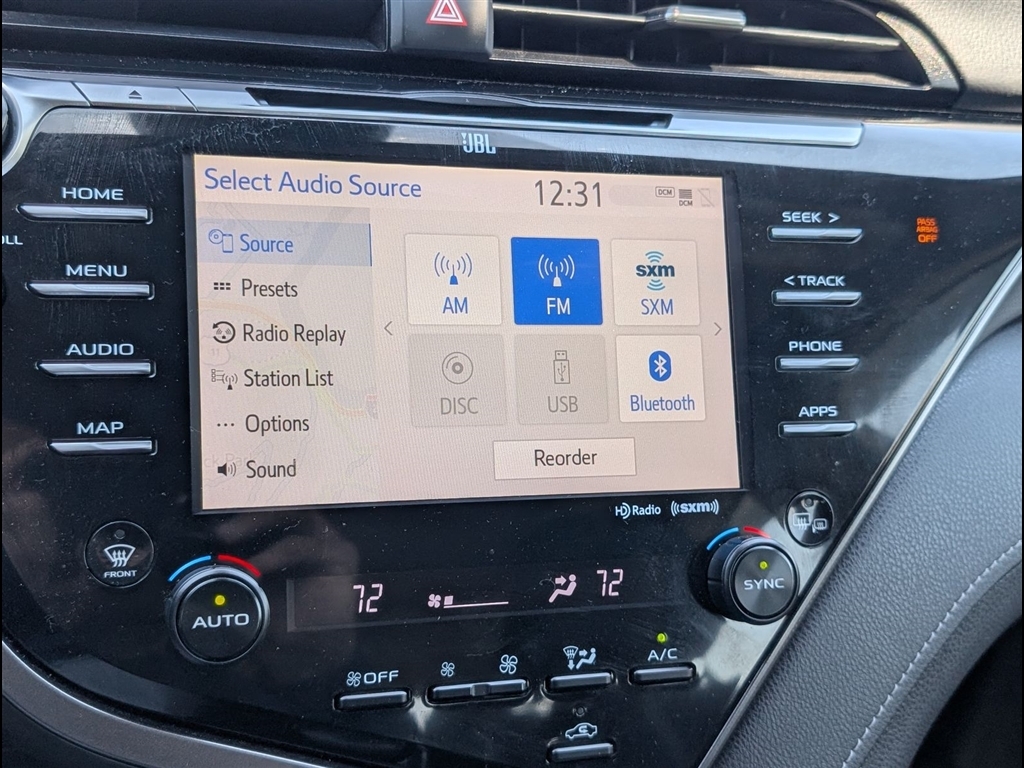 JBL
HOME
MENU
AUDIO
MAP
Select Audio Source
12:31
DCM
DCM
Source
Presets
Radio Replay
Station List
Options
Sound
AM
FM
sxm
SXM
DISC
USB
Bluetooth
Reorder
SEEK >
< TRACK
PHONE
APPS
PASS
AIRBAG
OFF
HD Radio
((sxm))
FRONT
AUTO
72
72
SYNC
OFF
A/C